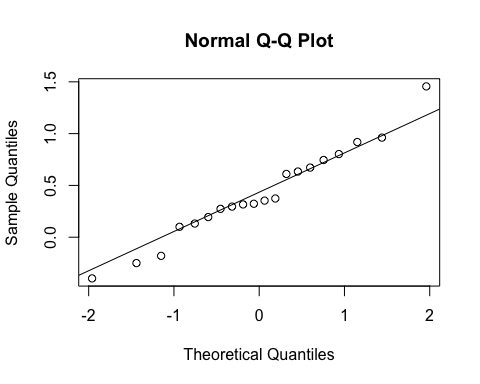 Normal Q-Q Plot
Sample Quantiles
1.5
1.0
0.5
0.0
-2 -1 0 1 2
Theoretical Quantiles